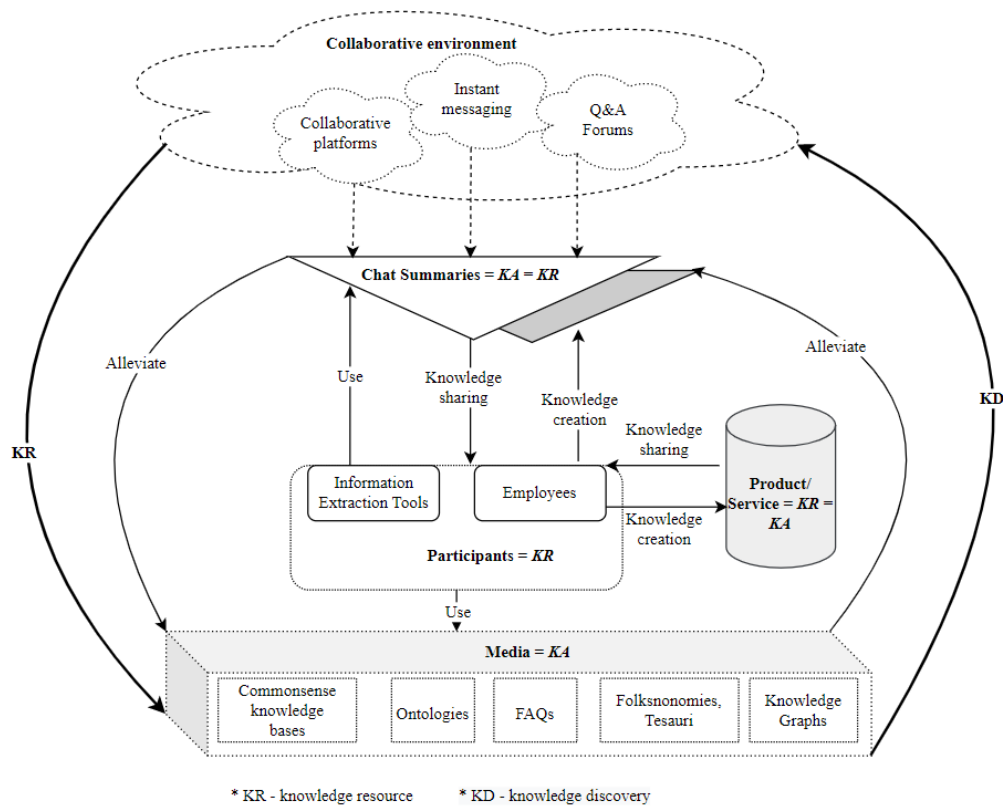 Collaborative environment
Instant
messaging
Q&A
Forums
Collaborative
platforms
Chat Summaries = KA = KR
Alleviate
Alleviate
Use
Knowledge
sharing
Knowledge
creation
KR
KD
Knowledge
sharing
Information
Extraction Tools
Employees
Product/
Service = KR =
KA
Knowledge
creation
Participants = KR
Use
Media = KA
Commonsense
knowledge
bases
Ontologies
FAQs
Folksnonomies,
Tesauri
Knowledge
Graphs
* KR - knowledge resource
* KD - knowledge discovery